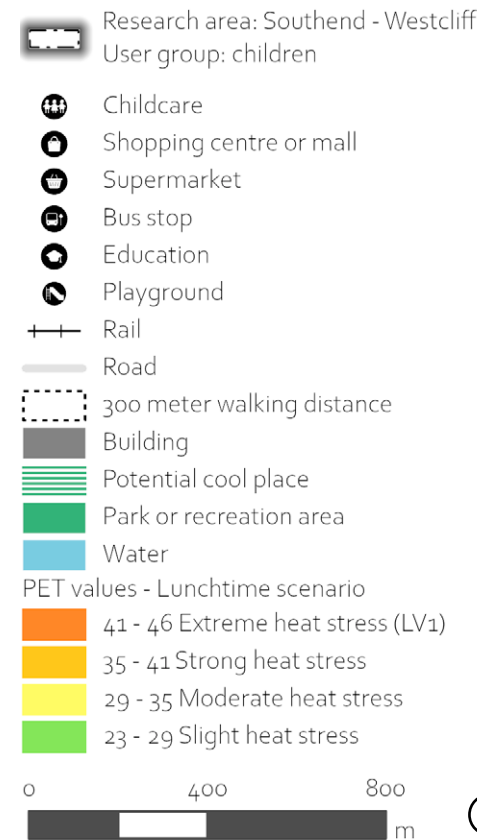 Research area: Southend - Westcliff
User group: children
Childcare
Shopping centre or mall
Supermarket
Bus stop
Education
Playground
Rail
Road
300 meter walking distance
Building
Potential cool place
Park or recreation area
Water
PET values - Lunchtime scenario
41 - 46 Extreme heat stress (LV1)
35 - 41 Strong heat stress
29 - 35 Moderate heat stress
23 - 29 Slight heat stress
0 400 800
m